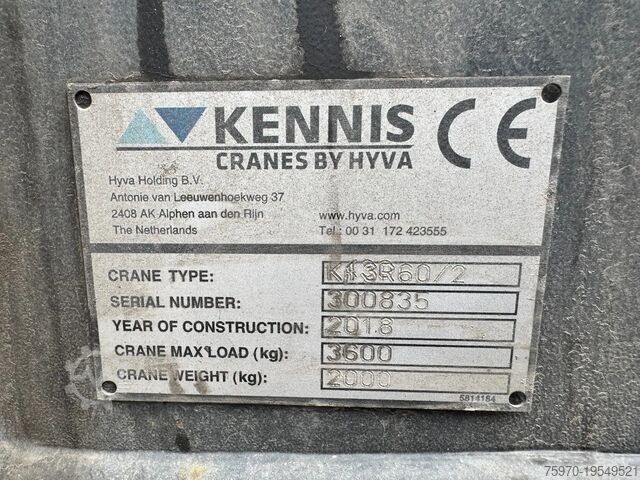 KENNIS CE
CRANES BY HYVA
Hyva Holding B.V.
Antonie van Leeuwenhoekweg 37
2408 AK Alphen aan den Rijn www.hyva.com
The Netherlands Tel.: 00 31 172 423555
CRANE TYPE: K13R60/2
SERIAL NUMBER: 300835
YEAR OF CONSTRUCTION: 2018
CRANE MAX LOAD (kg): 3600
CRANE WEIGHT (kg): 2000
5814184
75970-19549521